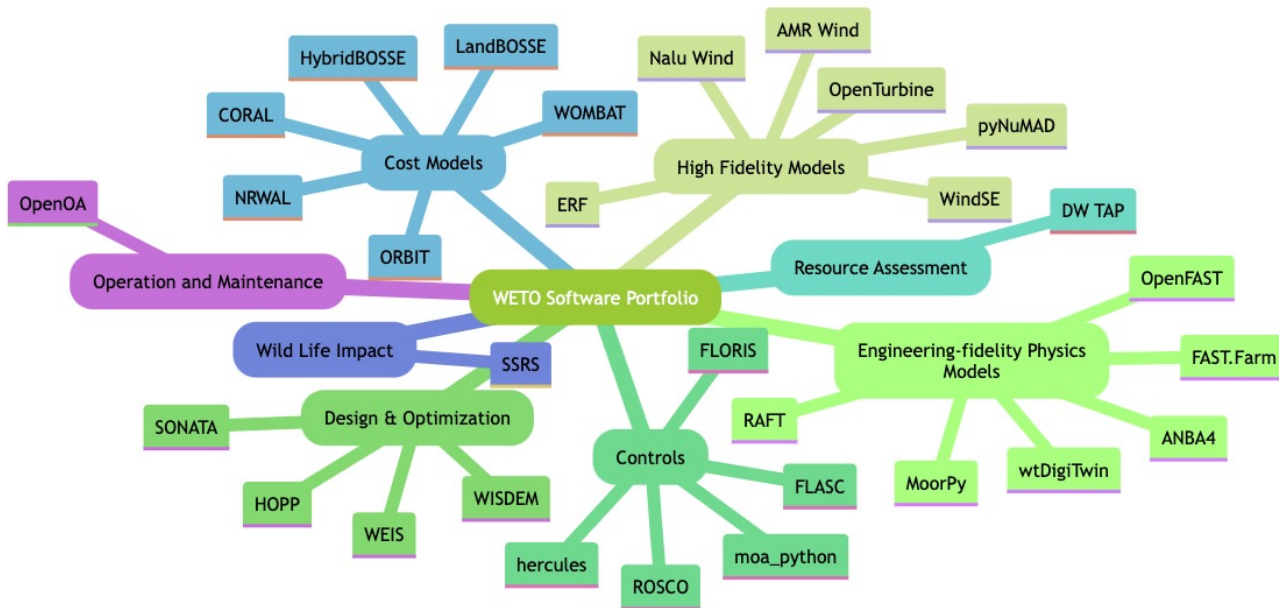 AMR Wind
LandBOSSE
HybridBOSSE
Nalu Wind
OpenTurbine
CORAL
WOMBAT
pyNuMAD
Cost Models
High Fidelity Models
NRWAL
ERF
WindSE
OpenOA
DW TAP
ORBIT
Operation and Maintenance
Resource Assessment
OpenFAST
WETO Software Portfolio
Wild Life Impact
FLORIS
Engineering-fidelity Physics
Models
FAST.Farm
SSRS
Design & Optimization
SONATA
RAFT
ANBA4
Controls
wtDigiTwin
FLASC
MoorPy
WISDEM
HOPP
WEIS
moa_python
hercules
ROSCO